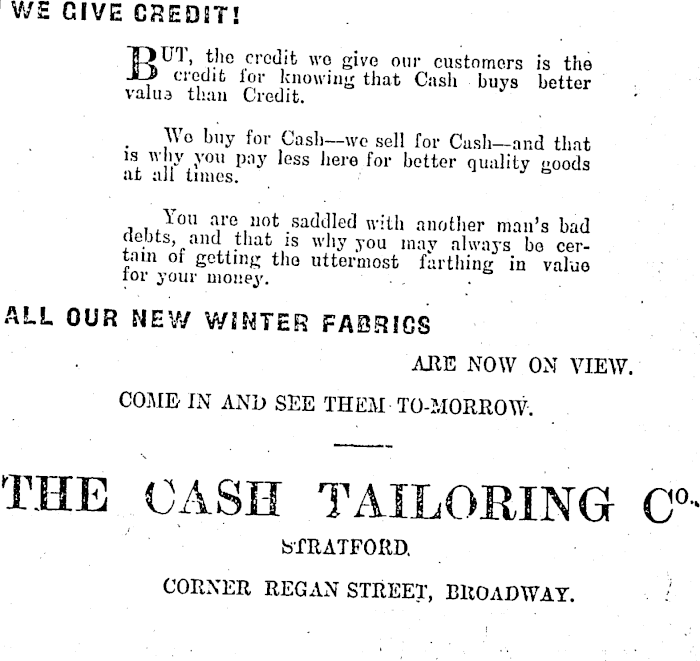 WE GIVE CREDIT!
BUT, the credit we give our customers is the
credit for knowing that Cash buys better
value than Credit.
We buy for Cash—we sell for Cash—and that
is why you pay less here for better quality goods
at all times.
You are not saddled with another man's bad
debts, and that is why you may always be cer-
tain of getting the uttermost farthing in value
for your money.
ALL OUR NEW WINTER FABRICS
ARE NOW ON VIEW.
COME IN AND SEE THEM TO-MORROW.
THE CASH TAILORING Co.,
STRATFORD.
CORNER REGAN STREET, BROADWAY.